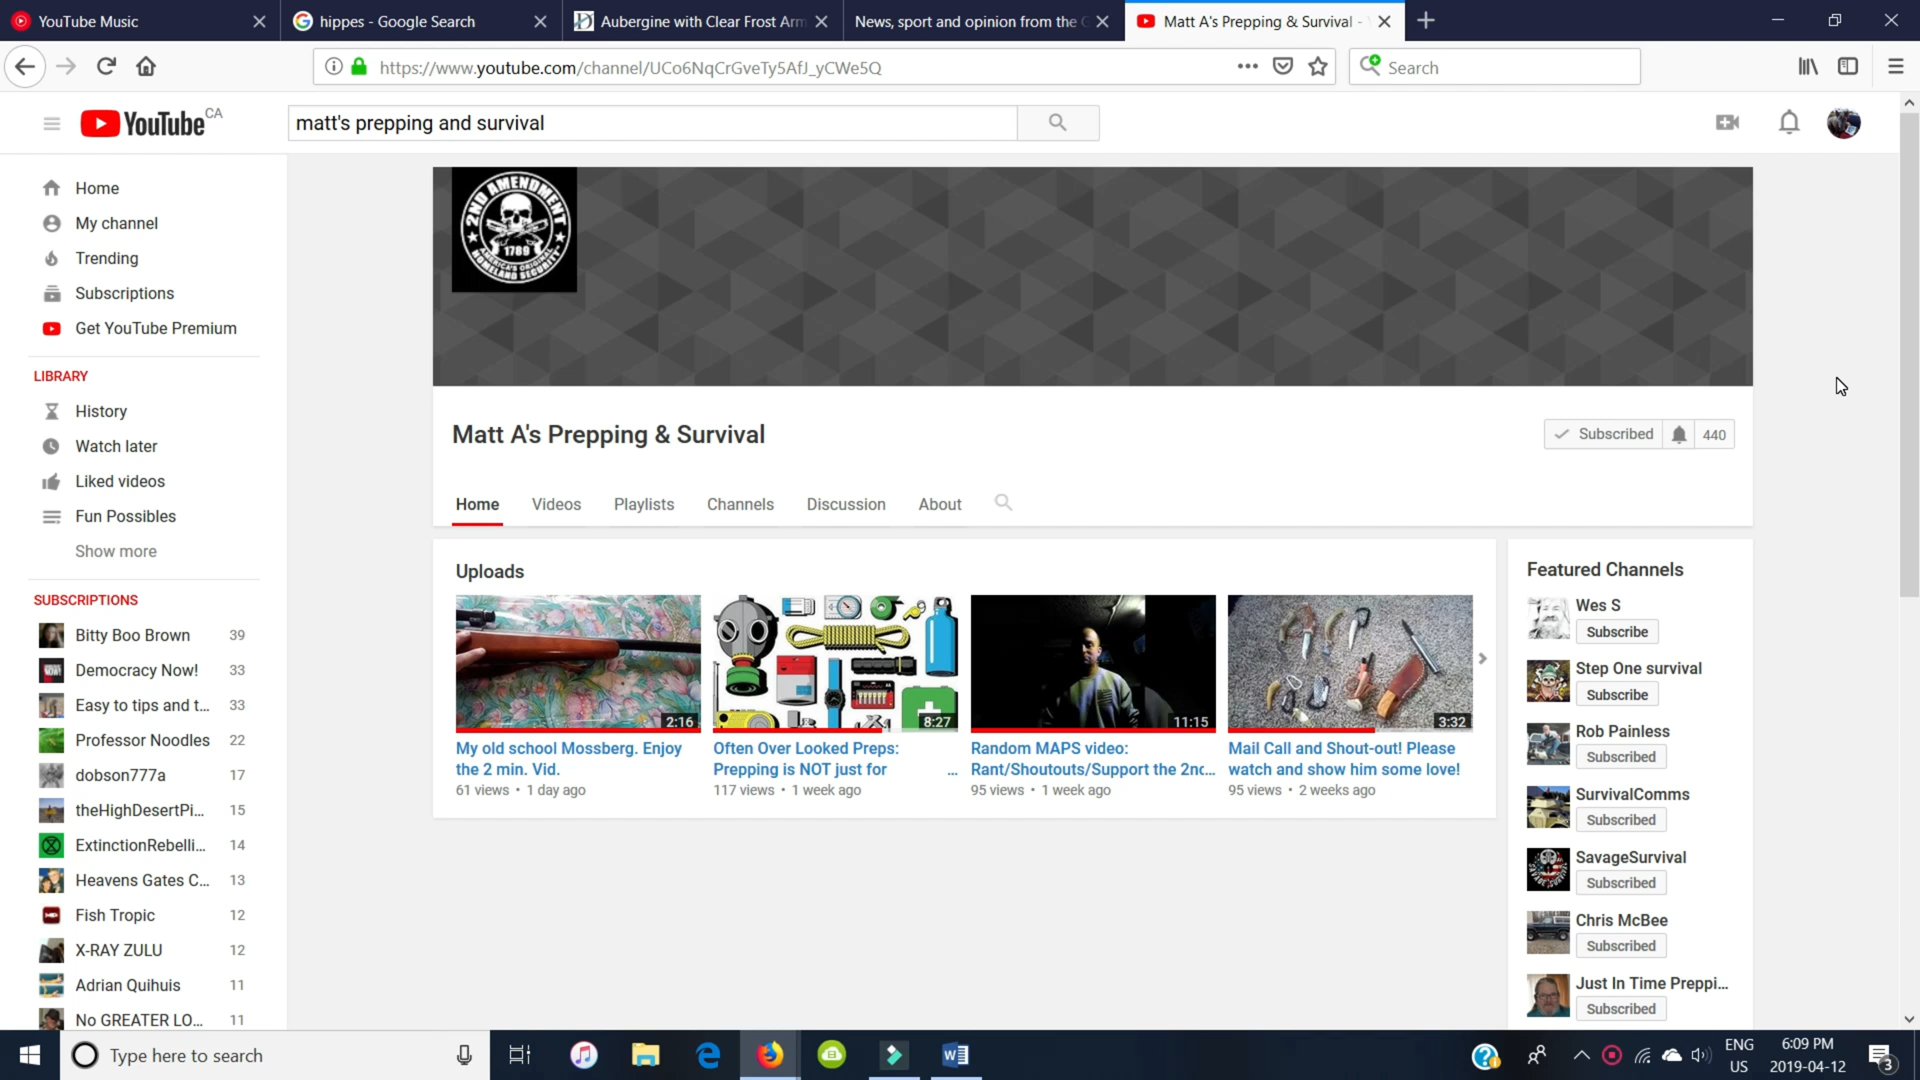 YouTube Music
hippes - Google Search
Aubergine with Clear Frost Arm
News, sport and opinion from the G
Matt A's Prepping & Survival -
https://www.youtube.com/channel/UCo6NqCrGveTy5AfJ_yCWe5Q
Search
YouTube CA
matt's prepping and survival
Home
My channel
Trending
Subscriptions
Get YouTube Premium
LIBRARY
History
Watch later
Liked videos
Fun Possibles
Show more
SUBSCRIPTIONS
Bitty Boo Brown 39
Democracy Now! 33
Easy to tips and t... 33
Professor Noodles 22
dobson777a 17
theHighDesertPi... 15
ExtinctionRebelli... 14
Heavens Gates C... 13
Fish Tropic 12
X-RAY ZULU 12
Adrian Quihuis 11
No GREATER LO... 11
2ND AMENDMENT
1789
AMERICA'S ORIGINAL
HOMELAND SECURITY
Matt A's Prepping & Survival
Subscribed 440
Home Videos Playlists Channels Discussion About
Uploads
2:16
My old school Mossberg. Enjoy
the 2 min. Vid.
61 views • 1 day ago
8:27
Often Over Looked Preps:
Prepping is NOT just for ...
117 views • 1 week ago
11:15
Random MAPS video:
Rant/Shoutouts/Support the 2nd...
95 views • 1 week ago
3:32
Mail Call and Shout-out! Please
watch and show him some love!
95 views • 2 weeks ago
Featured Channels
Wes S
Subscribe
Step One survival
Subscribe
Rob Painless
Subscribed
SurvivalComms
Subscribed
SavageSurvival
Subscribed
Chris McBee
Subscribed
Just In Time Preppi...
Subscribed
Type here to search
ENG
US
6:09 PM
2019-04-12
3